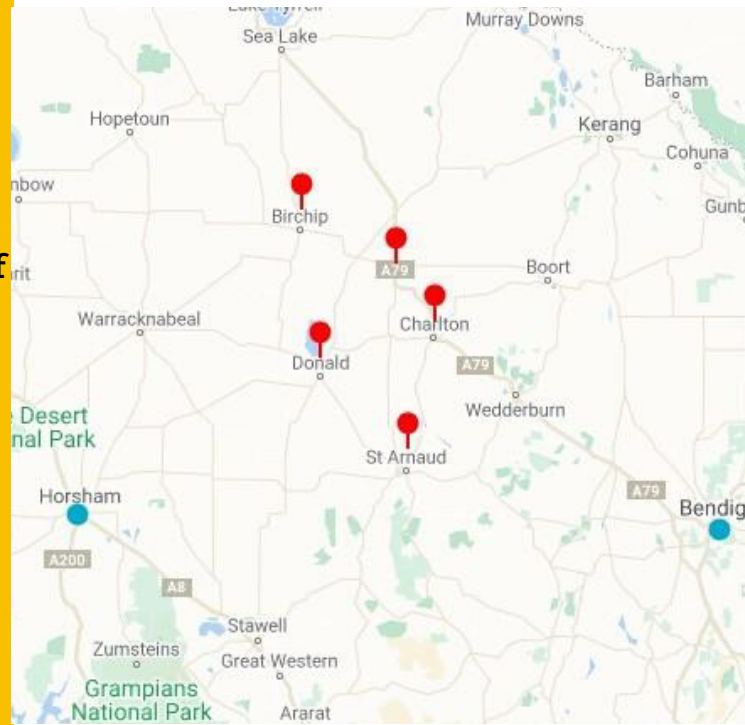 Sea Lake
Murray Downs
Barham
Hopetoun
Kerang
Cohuna
Birchip
f
A79
Boort
Warracknabeal
Charlton
Donald
A79
Wedderburn
St Arnaud
A79
Horsham
Bendig
A200
A8
Stawell
Zumsteins
Great Western
Grampians
National Park
Ararat